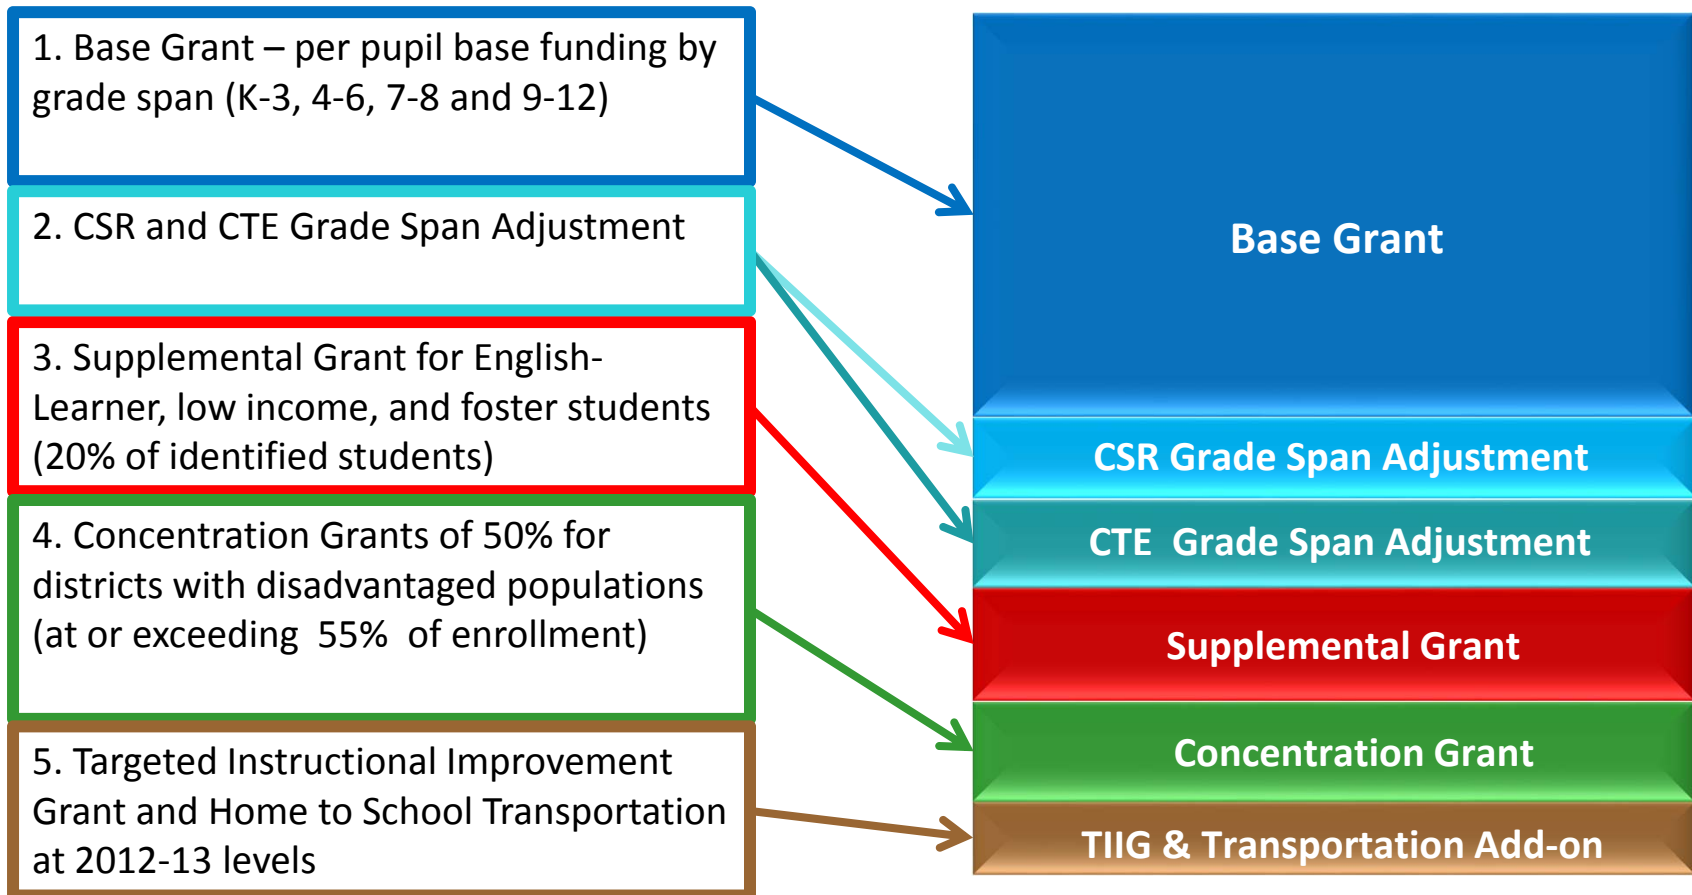 1. Base Grant – per pupil base funding by
grade span (K-3, 4-6, 7-8 and 9-12)
2. CSR and CTE Grade Span Adjustment
3. Supplemental Grant for English-
Learner, low income, and foster students
(20% of identified students)
4. Concentration Grants of 50% for
districts with disadvantaged populations
(at or exceeding 55% of enrollment)
5. Targeted Instructional Improvement
Grant and Home to School Transportation
at 2012-13 levels
Base Grant
CSR Grade Span Adjustment
CTE Grade Span Adjustment
Supplemental Grant
Concentration Grant
TIIG & Transportation Add-on